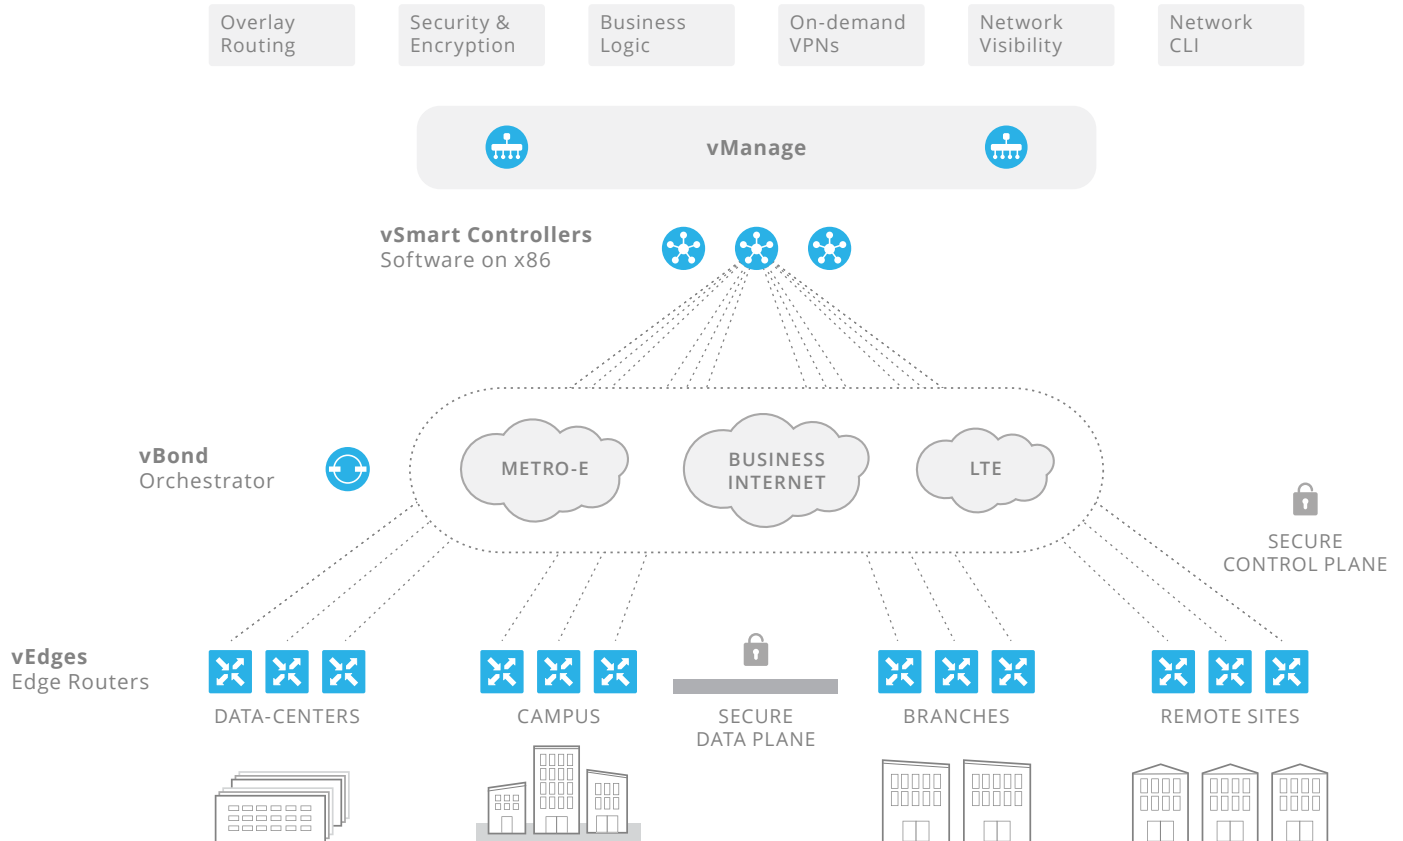 Overlay
Routing
Security &
Encryption
Business
Logic
On-demand
VPNs
Network
Visibility
Network
CLI
vManage
vSmart Controllers
Software on x86
vBond
Orchestrator
METRO-E
BUSINESS
INTERNET
LTE
SECURE
CONTROL PLANE
vEdges
Edge Routers
DATA-CENTERS
CAMPUS
SECURE
DATA PLANE
BRANCHES
REMOTE SITES